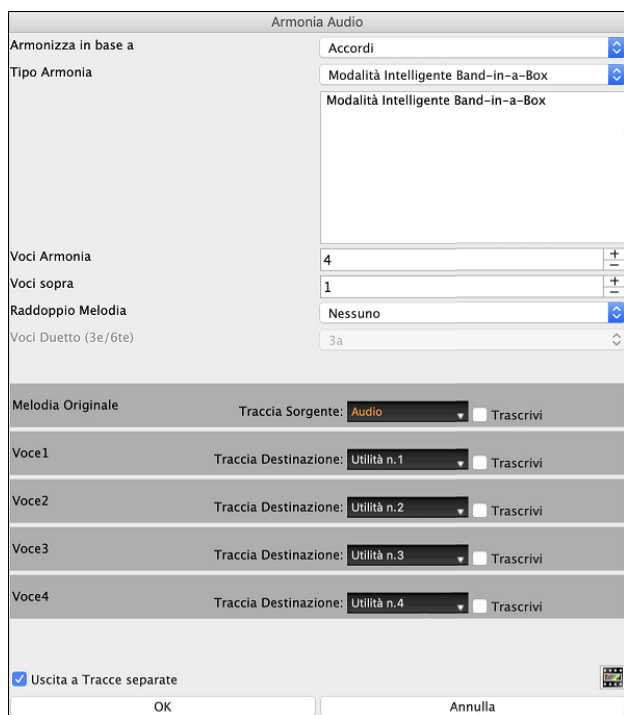 Armonia Audio
Armonizza in base a Accordi
Tipo Armonia Modalità Intelligente Band-in-a-Box
Modalità Intelligente Band-in-a-Box
Voci Armonia 4 + −
Voci sopra 1 + −
Raddoppio Melodia Nessuno
Voci Duetto (3e/6te) 3a
Melodia Originale Traccia Sorgente: Audio Trascrivi
Voce1 Traccia Destinazione: Utilità n.1 Trascrivi
Voce2 Traccia Destinazione: Utilità n.2 Trascrivi
Voce3 Traccia Destinazione: Utilità n.3 Trascrivi
Voce4 Traccia Destinazione: Utilità n.4 Trascrivi
Uscita a Tracce separate
OK Annulla